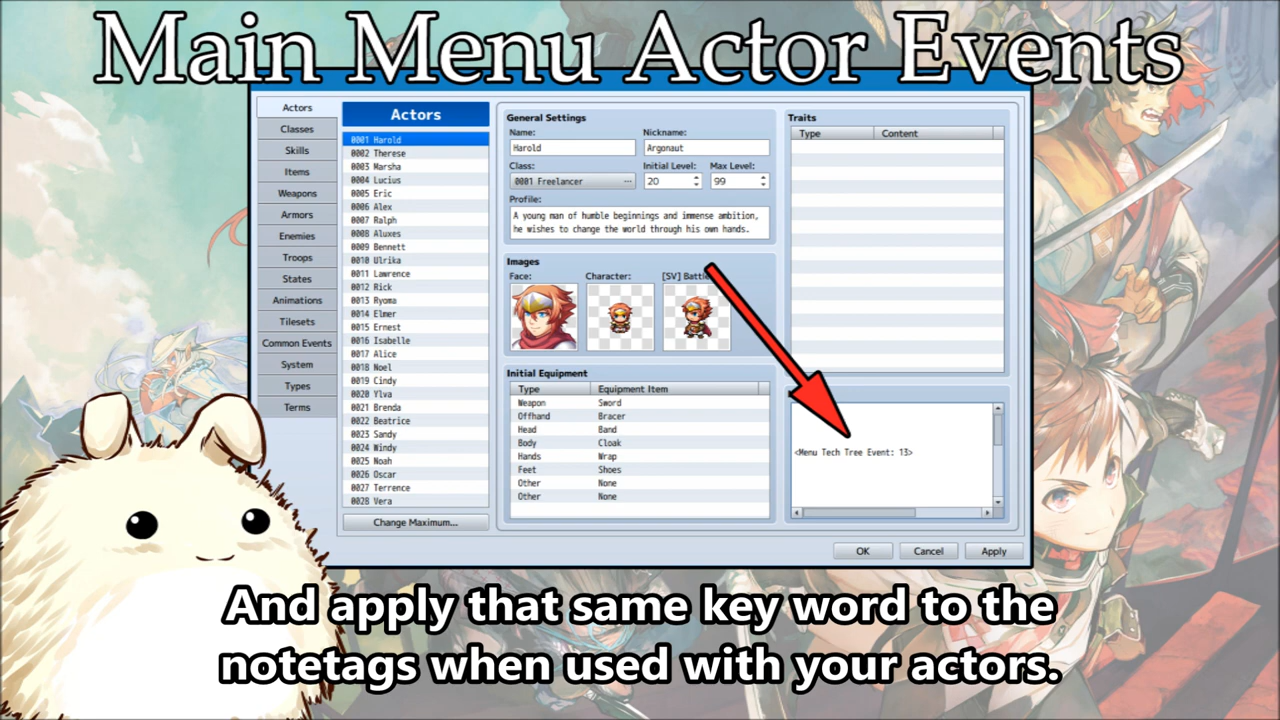 Main Menu Actor Events
Actors
Classes
Skills
Items
Weapons
Armors
Enemies
Troops
States
Animations
Tilesets
Common Events
System
Types
Terms
Actors
0001 Harold
0002 Therese
0003 Marsha
0004 Lucius
0005 Eric
0006 Alex
0007 Ralph
0008 Aluxes
0009 Bennett
0010 Ulrika
0011 Lawrence
0012 Rick
0013 Ryoma
0014 Elmer
0015 Ernest
0016 Isabelle
0017 Alice
0018 Noel
0019 Cindy
0020 Ylva
0021 Brenda
0022 Beatrice
0023 Sandy
0024 Windy
0025 Noah
0026 Oscar
0027 Terrence
0028 Vera
Change Maximum...
General Settings
Name: Nickname:
Harold Argonaut
Class: Initial Level: Max Level:
0001 Freelancer ... 20 99
Profile:
A young man of humble beginnings and immense ambition,
he wishes to change the world through his own hands.
Images
Face: Character: [SV]
Initial Equipment
Type Equipment Item
Weapon Sword
Offhand Bracer
Head Band
Body Cloak
Hands Wrap
Feet Shoes
Other None
Other None
Traits
Type Content
<Menu Tech Tree Event: 13>
OK Cancel Apply
And apply that same key word to the
notetags when used with your actors.